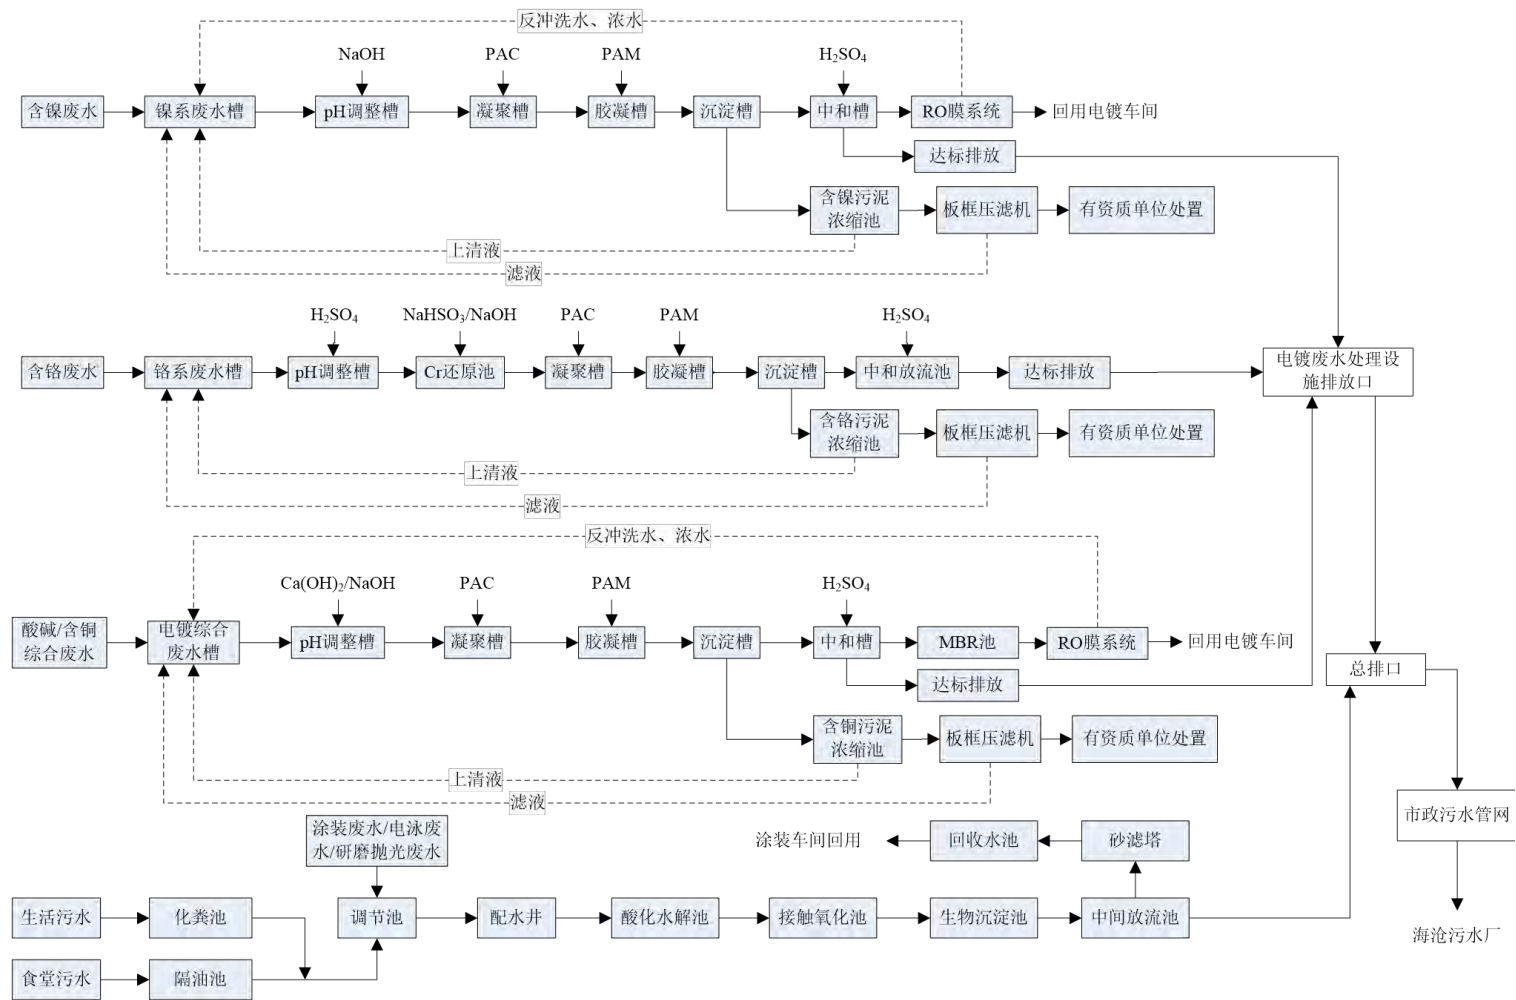 反冲洗水、浓水
NaOH
PAC
PAM
H₂SO₄
含镍废水
镍系废水槽
pH调整槽
凝聚槽
胶凝槽
沉淀槽
中和槽
RO膜系统
回用电镀车间
达标排放
含镍污泥
浓缩池
板框压滤机
有资质单位处置
上清液
滤液
H₂SO₄
NaHSO₃/NaOH
PAC
PAM
H₂SO₄
含铬废水
铬系废水槽
pH调整槽
Cr还原池
凝聚槽
胶凝槽
沉淀槽
中和放流池
达标排放
电镀废水处理设
施排放口
含铬污泥
浓缩池
板框压滤机
有资质单位处置
上清液
滤液
反冲洗水、浓水
Ca(OH)₂/NaOH
PAC
PAM
H₂SO₄
酸碱/含铜
综合废水
电镀综合
废水槽
pH调整槽
凝聚槽
胶凝槽
沉淀槽
中和槽
MBR池
RO膜系统
回用电镀车间
达标排放
总排口
含铜污泥
浓缩池
板框压滤机
有资质单位处置
上清液
滤液
市政污水管网
涂装废水/电泳废
水/研磨抛光废水
涂装车间回用
回收水池
砂滤塔
生活污水
化粪池
调节池
配水井
酸化水解池
接触氧化池
生物沉淀池
中间放流池
海沧污水厂
食堂污水
隔油池